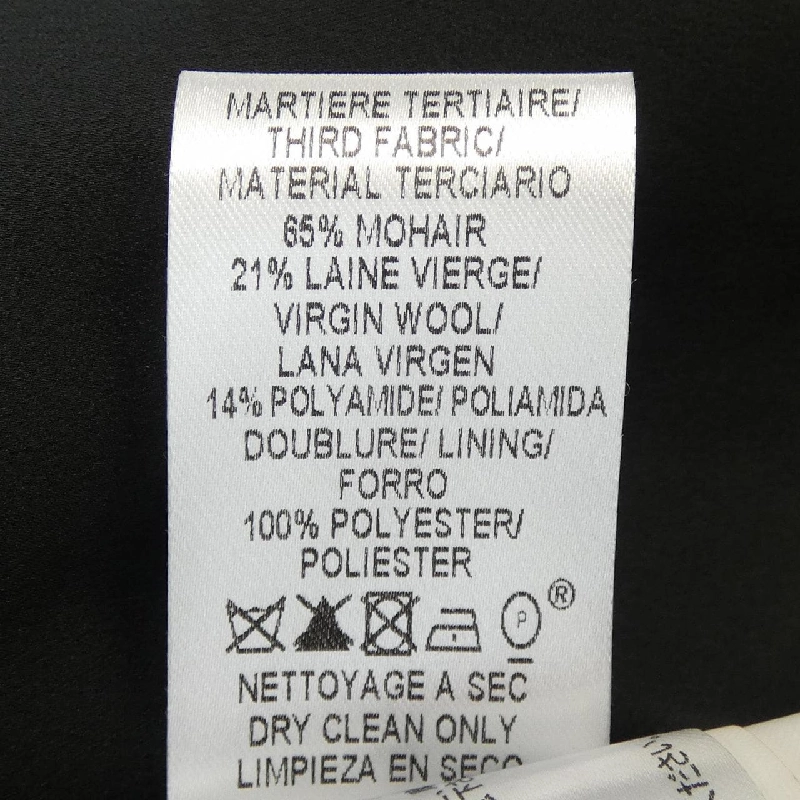 MARTIERE TERTIAIRE/
THIRD FABRIC/
MATERIAL TERCIARIO
65% MOHAIR
21% LAINE VIERGE/
VIRGIN WOOL/
LANA VIRGEN
14% POLYAMIDE/ POLIAMIDA
DOUBLURE/ LINING/
FORRO
100% POLYESTER/
POLIESTER
P ®
NETTOYAGE A SEC
DRY CLEAN ONLY
LIMPIEZA EN SECO